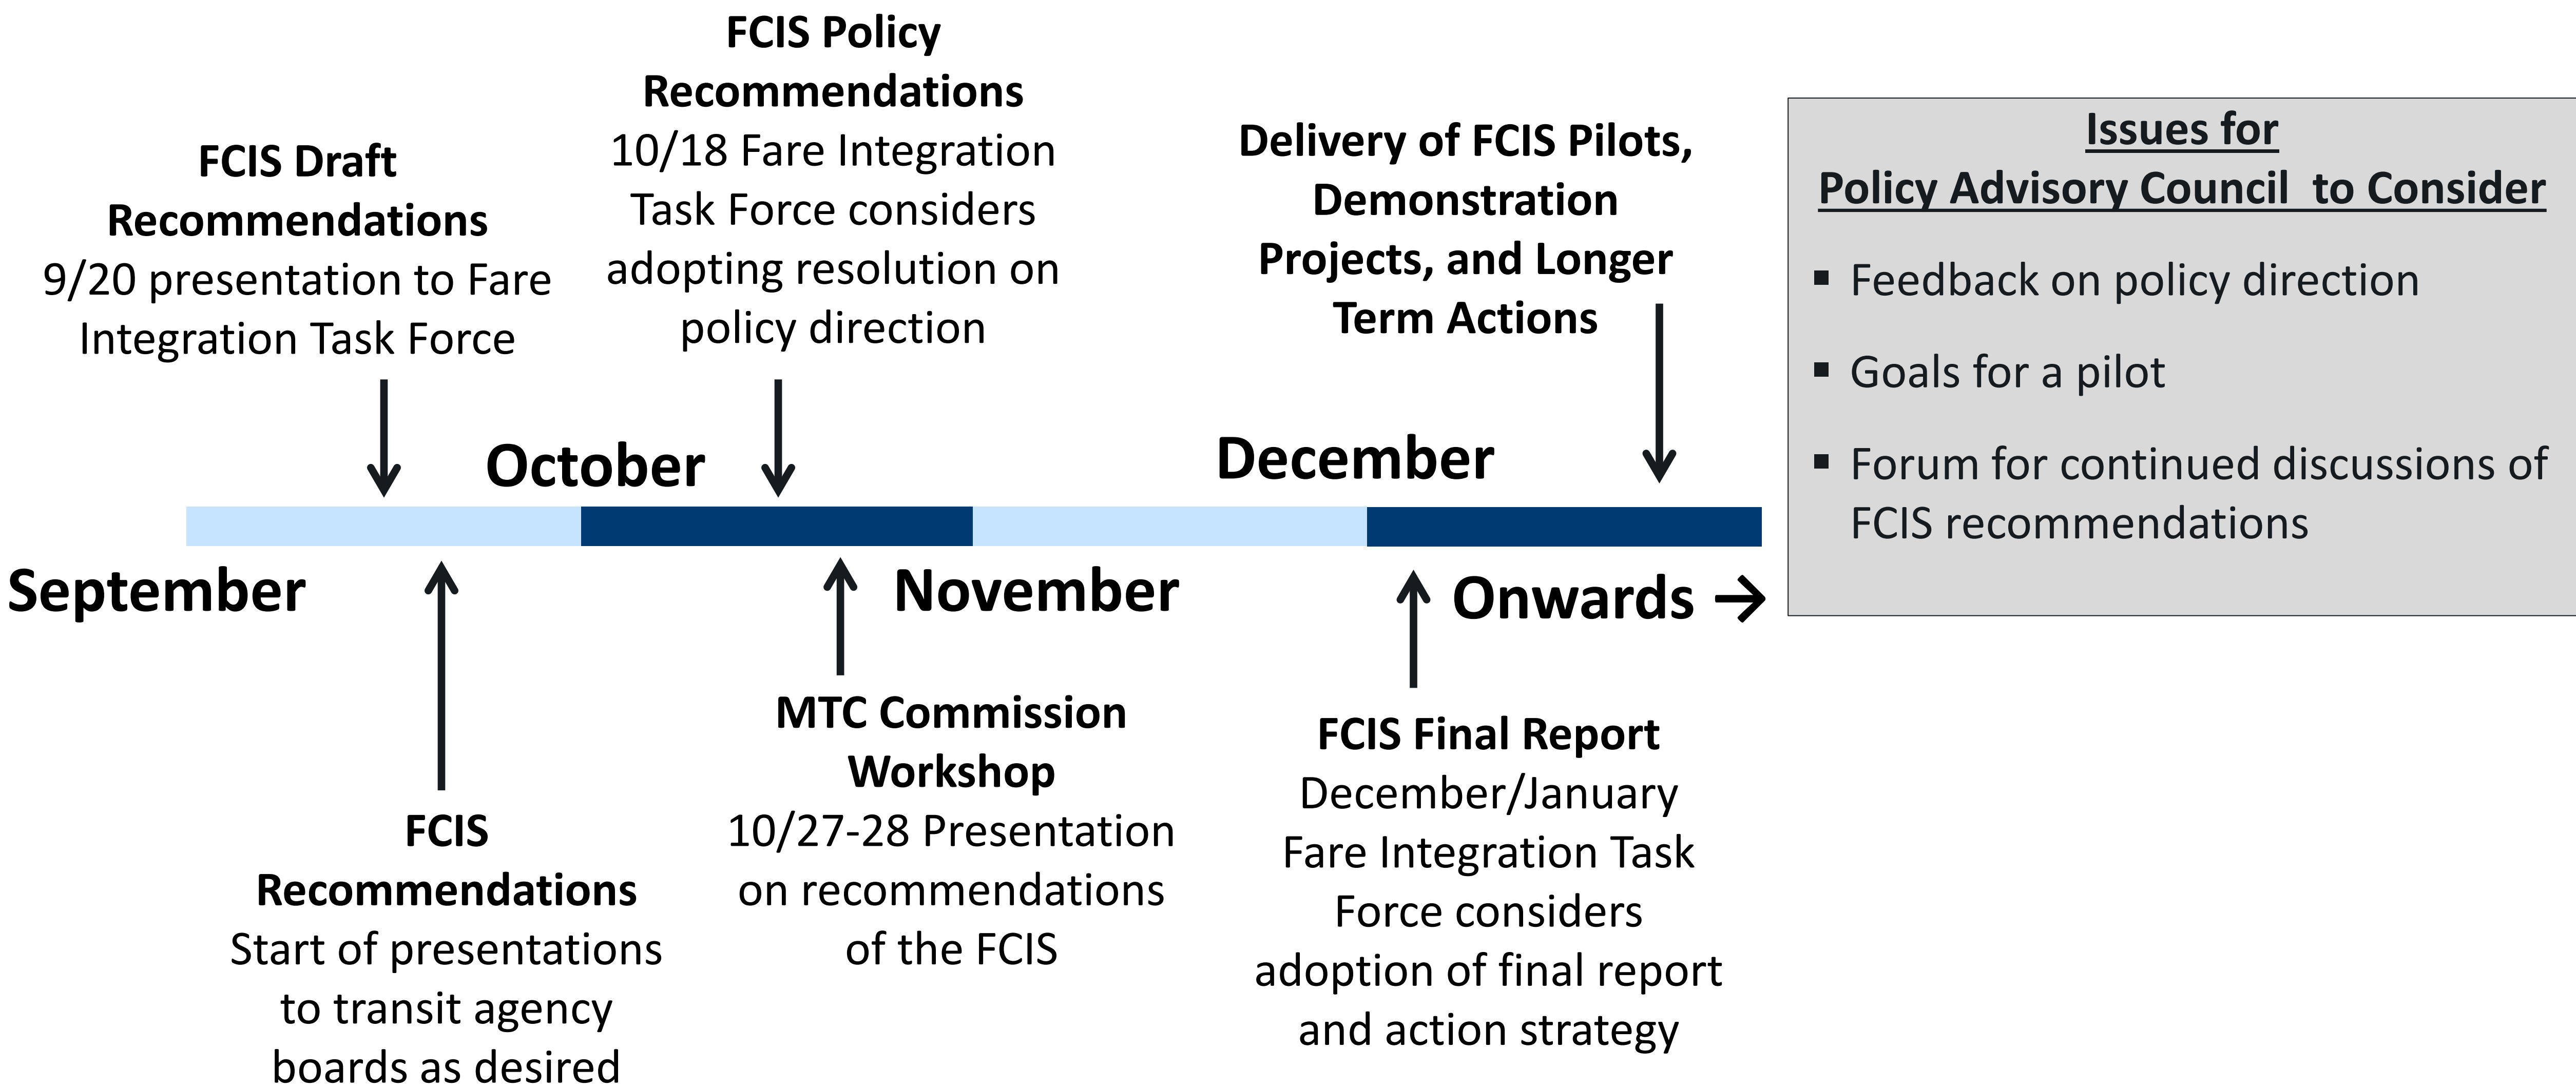 FCIS Draft
Recommendations
9/20 presentation to Fare
Integration Task Force
FCIS Policy
Recommendations
10/18 Fare Integration
Task Force considers
adopting resolution on
policy direction
Delivery of FCIS Pilots,
Demonstration
Projects, and Longer
Term Actions
September
October
November
December
Onwards →
FCIS
Recommendations
Start of presentations
to transit agency
boards as desired
MTC Commission
Workshop
10/27-28 Presentation
on recommendations
of the FCIS
FCIS Final Report
December/January
Fare Integration Task
Force considers
adoption of final report
and action strategy
Issues for
Policy Advisory Council  to Consider
▪ Feedback on policy direction
▪ Goals for a pilot
▪ Forum for continued discussions of
FCIS recommendations